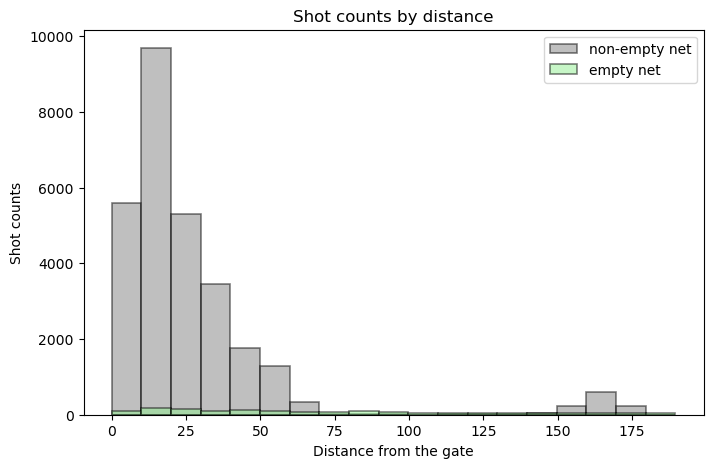 Shot counts by distance
non-empty net
empty net
10000
8000
6000
4000
2000
0
Shot counts
0 25 50 75 100 125 150 175
Distance from the gate